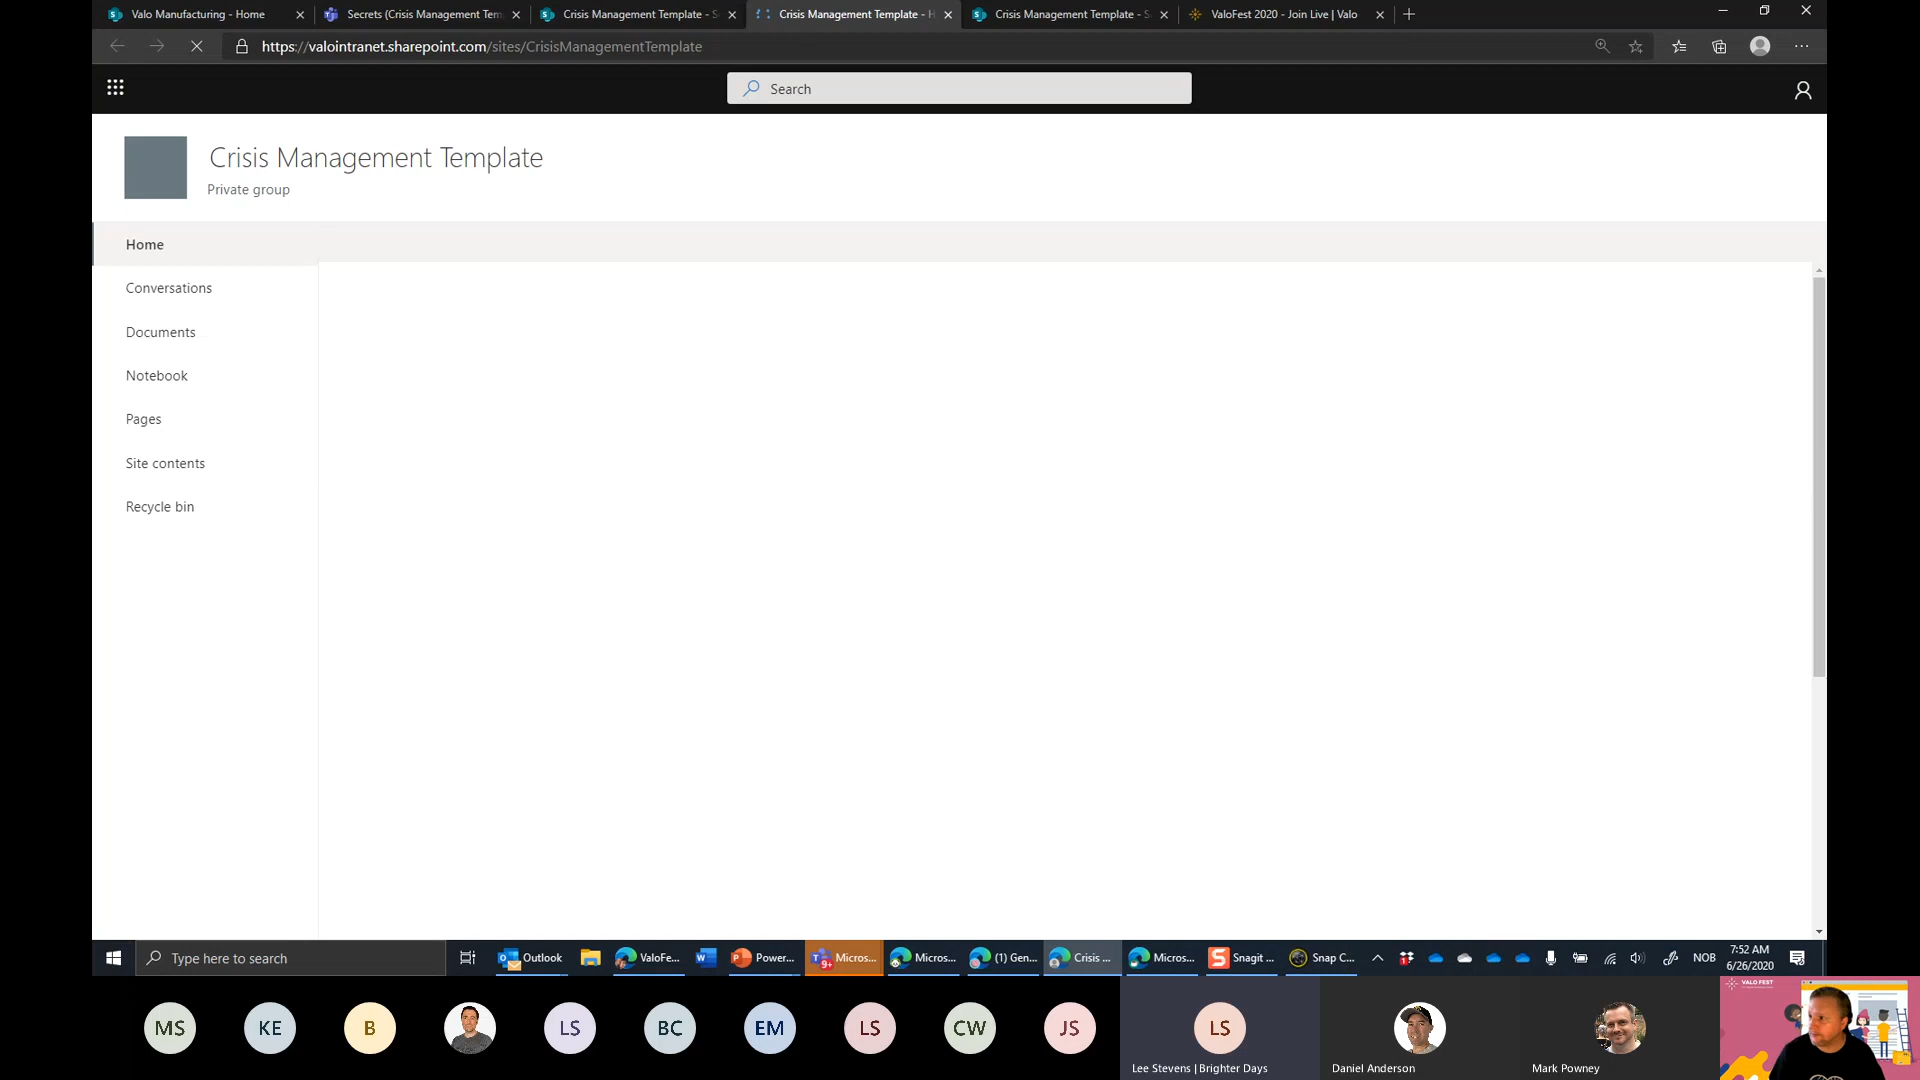 Valo Manufacturing - Home
Secrets (Crisis Management Tem
Crisis Management Template - S
Crisis Management Template - H
Crisis Management Template - S
ValoFest 2020 - Join Live | Valo
https://valointranet.sharepoint.com/sites/CrisisManagementTemplate
Search
Crisis Management Template
Private group
Home
Conversations
Documents
Notebook
Pages
Site contents
Recycle bin
Type here to search
Outlook
ValoFe...
Power...
9+
Micros...
Micros...
(1) Gen...
Crisis ...
Micros...
Snagit ...
Snap C...
NOB
7:52 AM
6/26/2020
MS
KE
B
LS
BC
EM
LS
CW
JS
LS
Lee Stevens | Brighter Days
Daniel Anderson
Mark Powney
VALO FEST